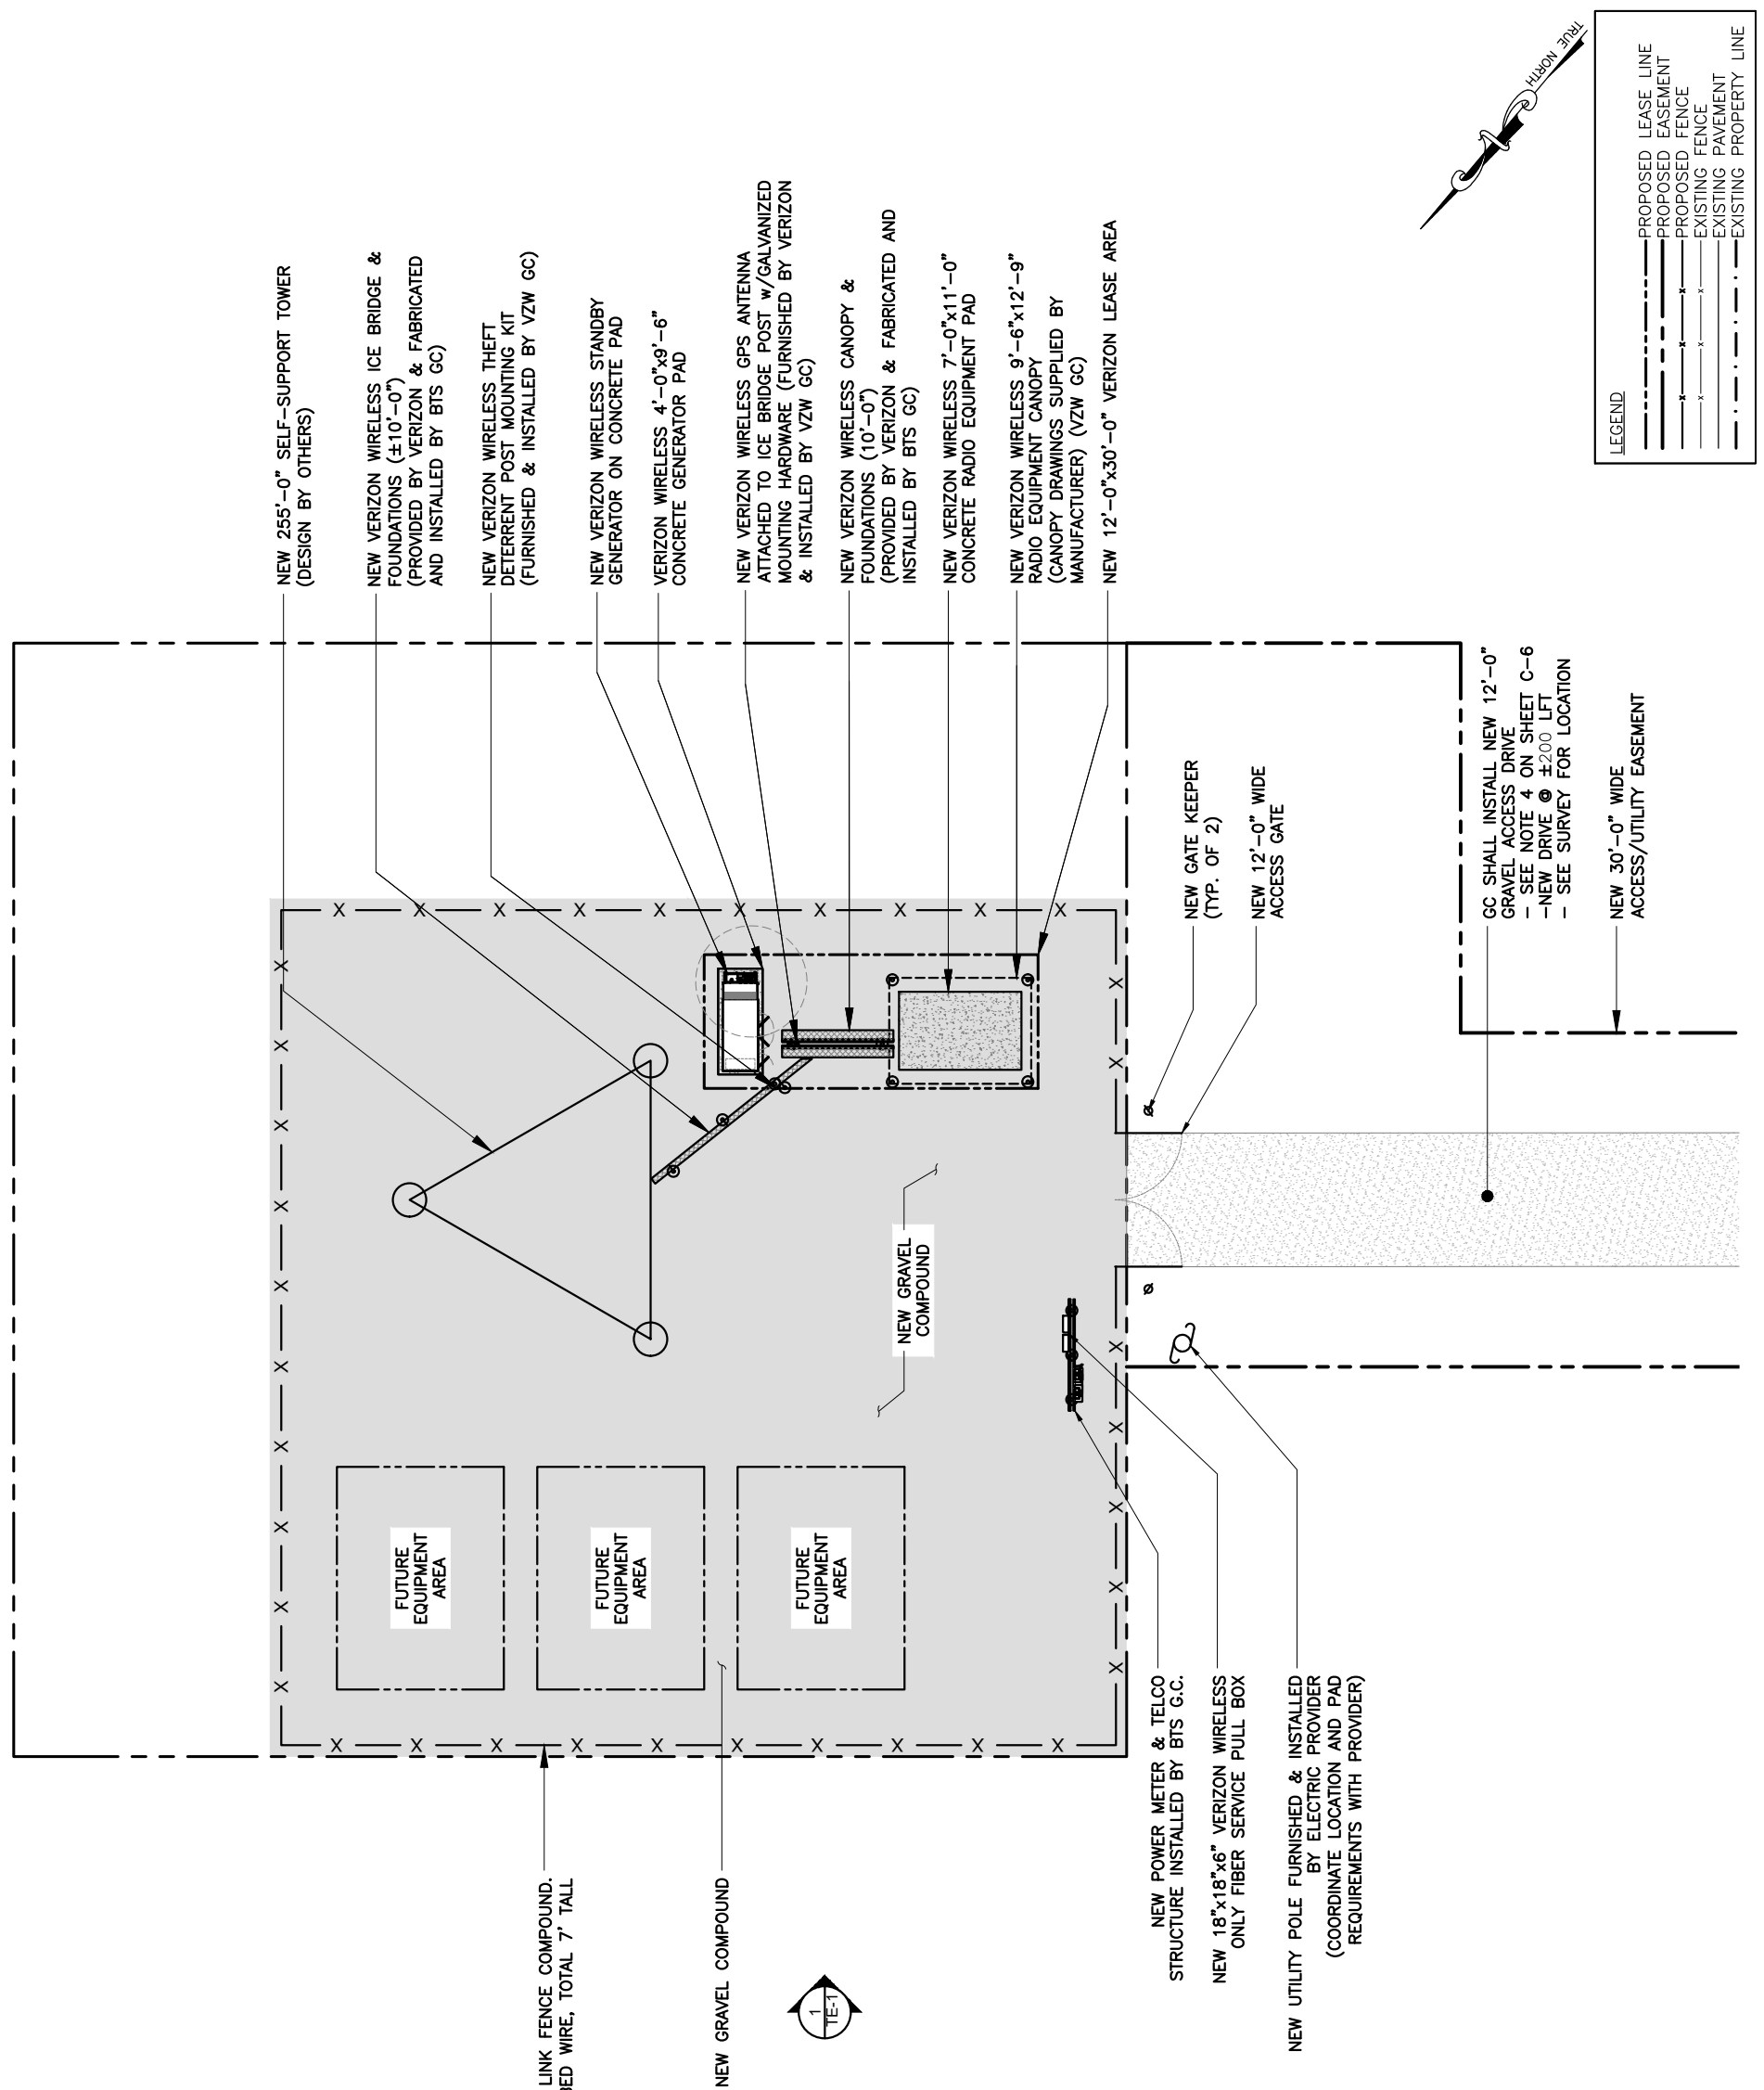 NEW 255'-0" SELF-SUPPORT TOWER
(DESIGN BY OTHERS)
NEW VERIZON WIRELESS ICE BRIDGE &
FOUNDATIONS (±10'-0")
(PROVIDED BY VERIZON & FABRICATED
AND INSTALLED BY BTS GC)
NEW VERIZON WIRELESS THEFT
DETERRENT POST MOUNTING KIT
(FURNISHED & INSTALLED BY VZW GC)
NEW VERIZON WIRELESS STANDBY
GENERATOR ON CONCRETE PAD
VERIZON WIRELESS 4'-0"x9'-6"
CONCRETE GENERATOR PAD
NEW VERIZON WIRELESS GPS ANTENNA
ATTACHED TO ICE BRIDGE POST w/GALVANIZED
MOUNTING HARDWARE (FURNISHED BY VERIZON
& INSTALLED BY VZW GC)
NEW VERIZON WIRELESS CANOPY &
FOUNDATIONS (10'-0")
(PROVIDED BY VERIZON & FABRICATED AND
INSTALLED BY BTS GC)
NEW VERIZON WIRELESS 7'-0"x11'-0"
CONCRETE RADIO EQUIPMENT PAD
NEW VERIZON WIRELESS 9'-6"x12'-9"
RADIO EQUIPMENT CANOPY
(CANOPY DRAWINGS SUPPLIED BY
MANUFACTURER) (VZW GC)
NEW 12'-0"x30'-0" VERIZON LEASE AREA
TRUE NORTH
LEGEND
PROPOSED LEASE LINE
PROPOSED EASEMENT
PROPOSED FENCE
EXISTING FENCE
EXISTING PAVEMENT
EXISTING PROPERTY LINE
NEW GATE KEEPER
(TYP. OF 2)
NEW 12'-0" WIDE
ACCESS GATE
GC SHALL INSTALL NEW 12'-0"
GRAVEL ACCESS DRIVE
- SEE NOTE 4 ON SHEET C-6
-NEW DRIVE @ ±200 LFT
- SEE SURVEY FOR LOCATION
NEW 30'-0" WIDE
ACCESS/UTILITY EASEMENT
NEW GRAVEL
COMPOUND
FUTURE
EQUIPMENT
AREA
FUTURE
EQUIPMENT
AREA
FUTURE
EQUIPMENT
AREA
LINK FENCE COMPOUND.
WIRE, TOTAL 7' TALL
NEW GRAVEL COMPOUND
1
TE-1
NEW POWER METER & TELCO
STRUCTURE INSTALLED BY BTS G.C.
NEW 18"x18"x6" VERIZON WIRELESS
ONLY FIBER SERVICE PULL BOX
NEW UTILITY POLE FURNISHED & INSTALLED
BY ELECTRIC PROVIDER
(COORDINATE LOCATION AND PAD
REQUIREMENTS WITH PROVIDER)